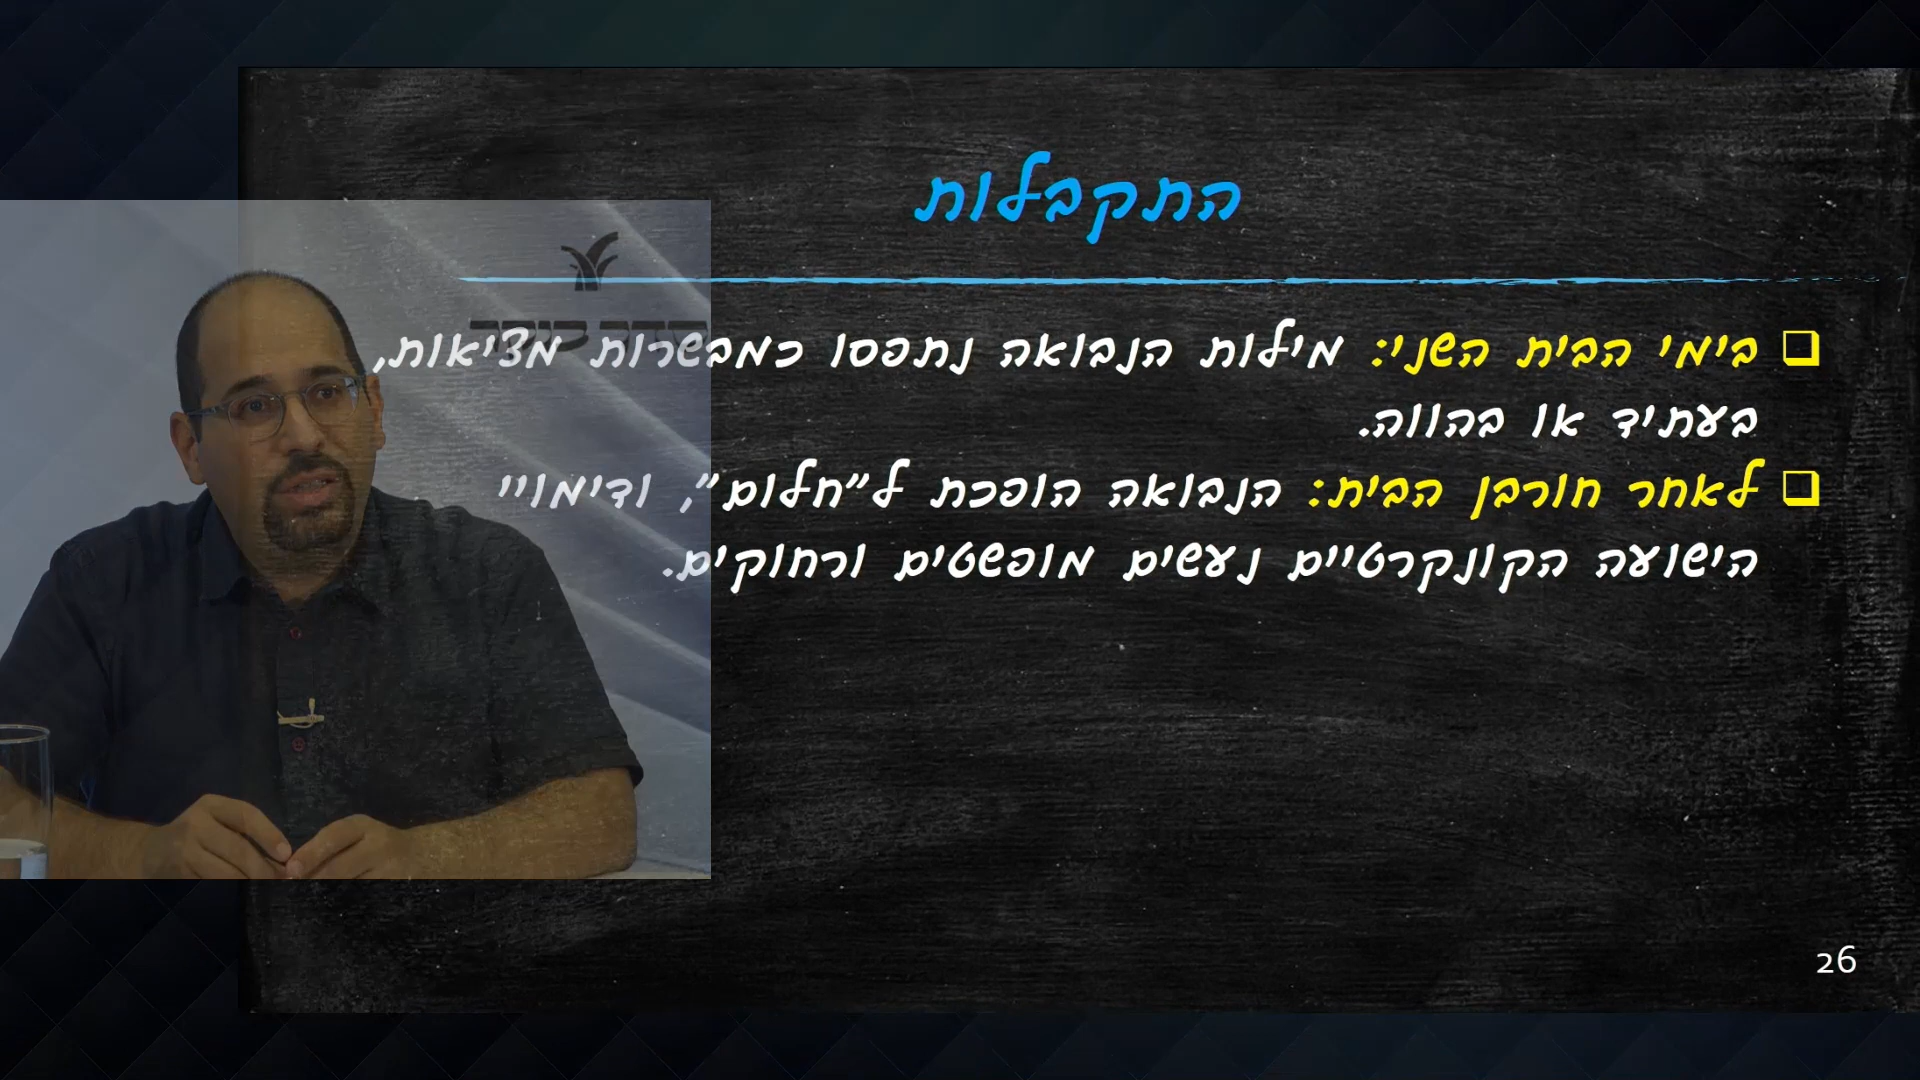 התקבלות
בימי הבית השני: מילות הנבואה נתפסו כמבשרות מציאות,
בעתיד או בהווה.
לאחר חורבן הבית: הנבואה הופכת ל"חלום", ודימויי
הישועה הקונקרטיים נעשים מופשטים ורחוקים.
26